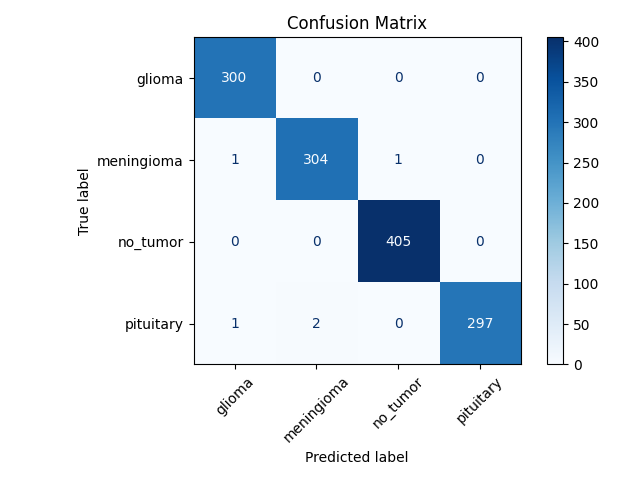 Confusion Matrix
True label
glioma 300 0 0 0
meningioma 1 304 1 0
no_tumor 0 0 405 0
pituitary 1 2 0 297
glioma meningioma no_tumor pituitary
Predicted label
400
350
300
250
200
150
100
50
0